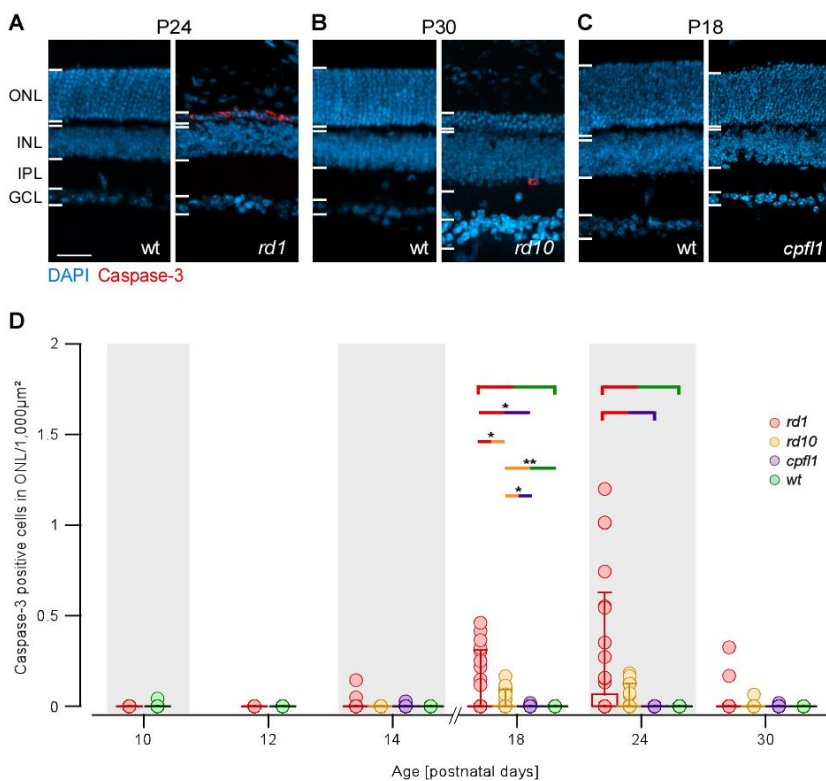 A P24 B P30 C P18
ONL
INL
IPL
GCL
wt rd1 wt rd10 wt cpfl1
DAPI Caspase-3
D
Caspase-3 positive cells in ONL/1,000µm²
2
1.5
1
0.5
0
*
*
**
*
rd1
rd10
cpfl1
wt
10 12 14 18 24 30
Age [postnatal days]